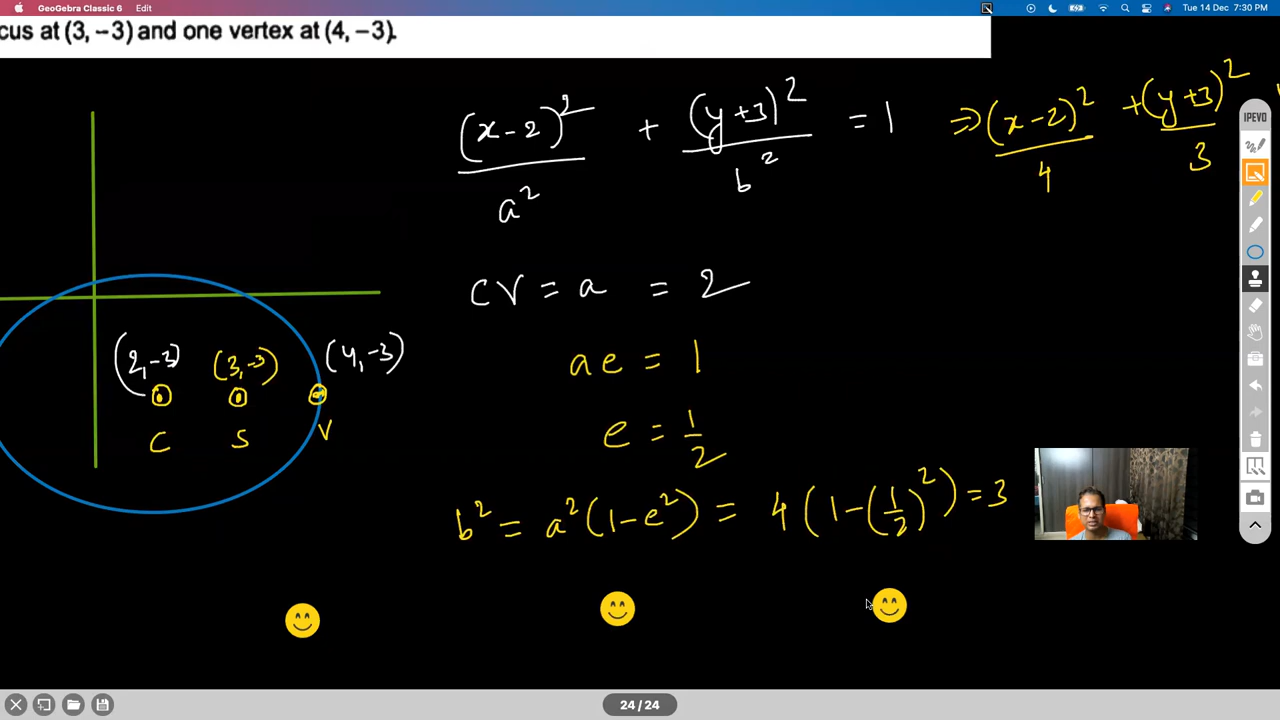 GeoGebra Classic 6 Edit Tue 14 Dec 7:30 PM
cus at (3, −3) and one vertex at (4, −3).
(x-2)²/a² + (y+3)²/b² = 1 ⇒ (x-2)²/4 + (y+3)²/3
IPEVO
CV = a = 2
(2,-3) (3,-3) (4,-3)
C S V
ae = 1
e = 1/2
b² = a²(1-e²) = 4(1-(1/2)²) = 3
24 / 24